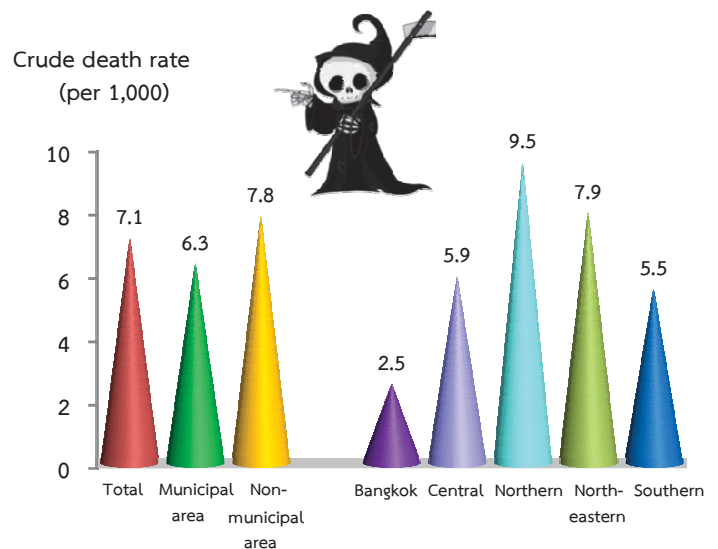 Crude death rate
(per 1,000)
10
8
6
4
2
0
7.1
6.3
7.8
2.5
5.9
9.5
7.9
5.5
Total
Municipal
area
Non-
municipal
area
Bangkok
Central
Northern
North-
eastern
Southern